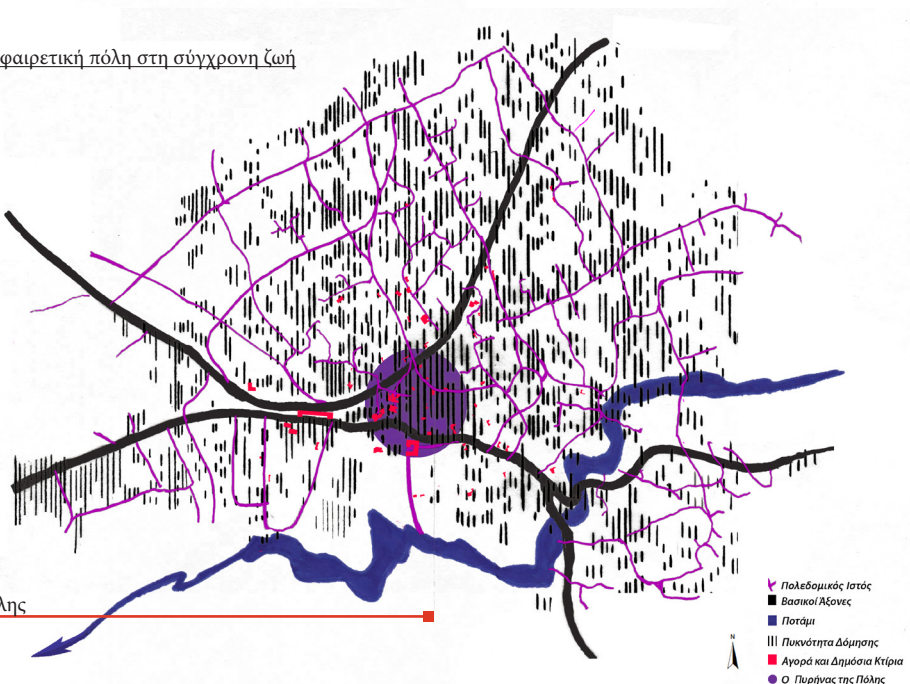 φαιρετική πόλη στη σύγχρονη ζωή
λης
N
Πολεδομικός Ιστός
Βασικοί Άξονες
Ποτάμι
Πυκνότητα Δόμησης
Αγορά και Δημόσια Κτίρια
Ο Πυρήνας της Πόλης